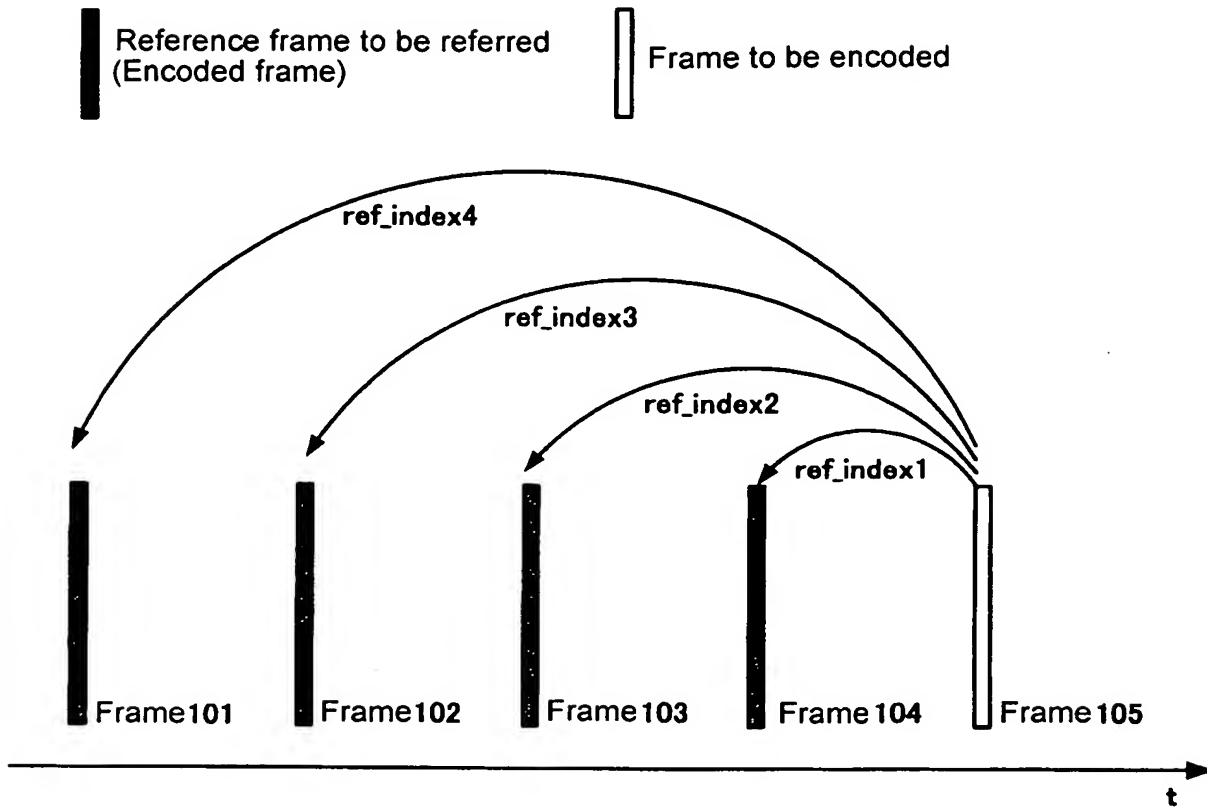 Reference frame to be referred
(Encoded frame)
Frame to be encoded
ref_index4
ref_index3
ref_index2
ref_index1
Frame101
Frame102
Frame103
Frame104
Frame105
t